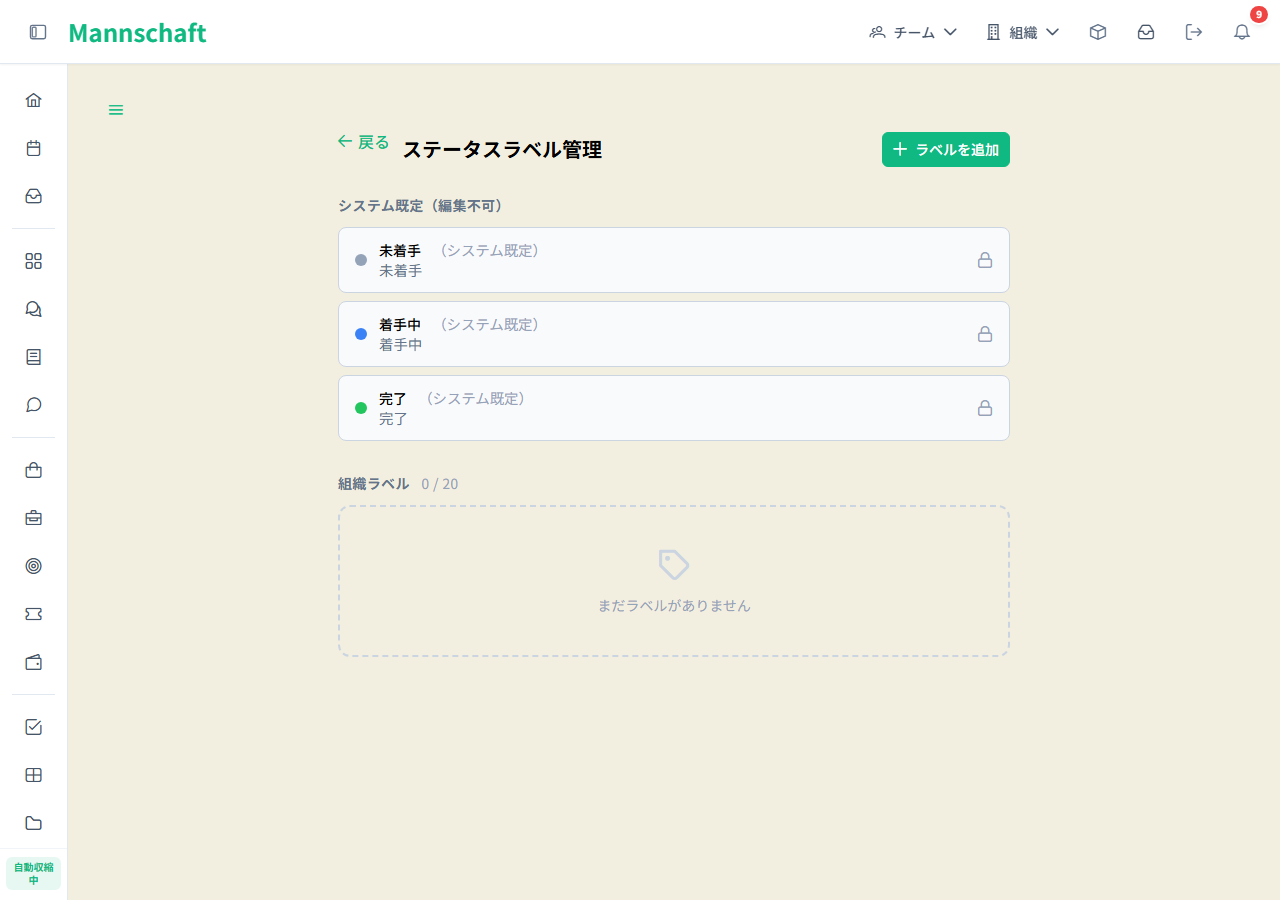 Mannschaft
チーム
組織
9
戻る
ステータスラベル管理
ラベルを追加
システム既定（編集不可）
未着手 （システム既定）
未着手
着手中 （システム既定）
着手中
完了 （システム既定）
完了
組織ラベル 0 / 20
まだラベルがありません
自動収縮
中